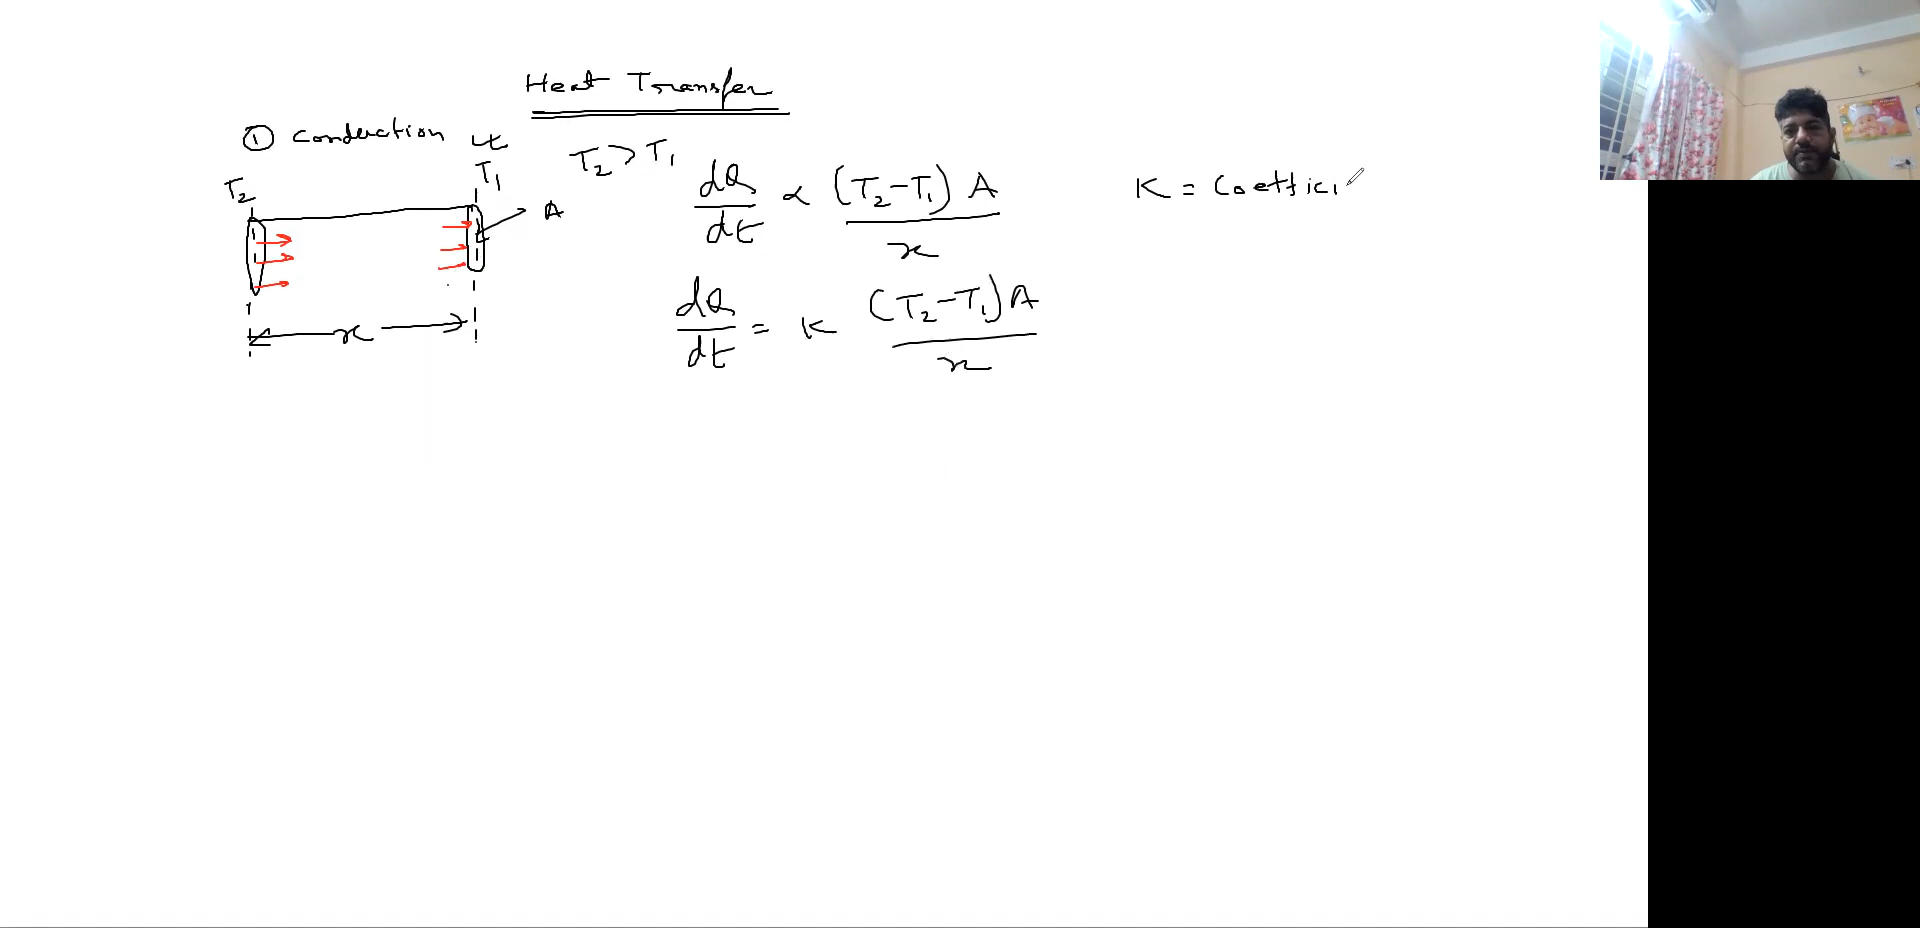 Heat Transfer
① Conduction
T₂
T₁
A
x
T₂ > T₁
dQ/dt ∝ (T₂-T₁) A / x
dQ/dt = K (T₂-T₁) A / x
K = Coeffici